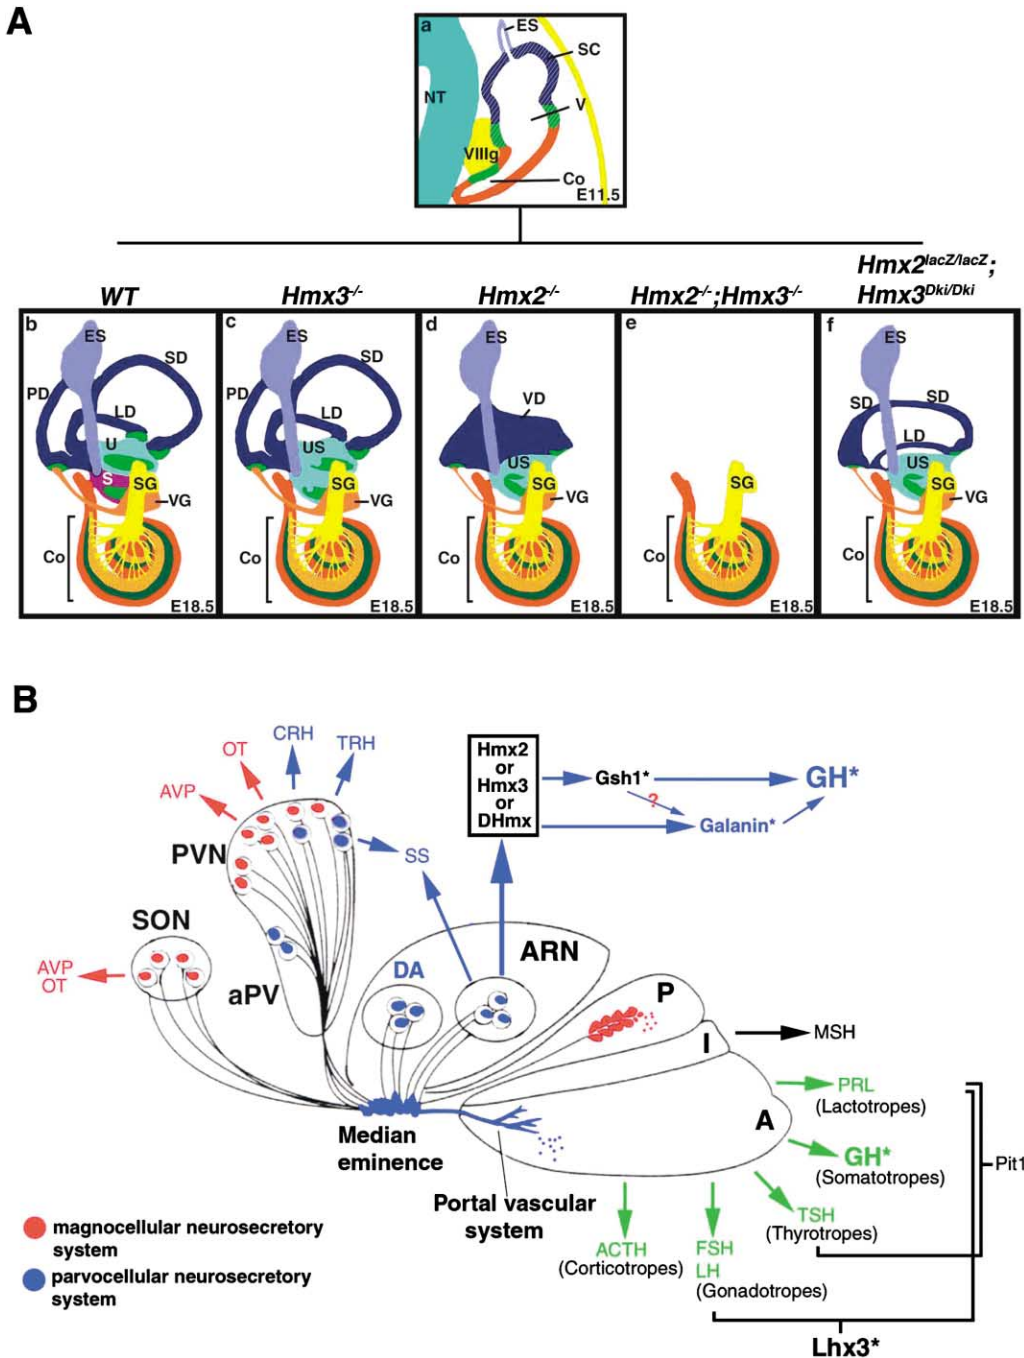 A
a
ES
SC
NT
V
VIIIg
Co
E11.5
WT
Hmx3-/-
Hmx2-/-
Hmx2-/-;Hmx3-/-
Hmx2lacZ/lacZ;
Hmx3Dki/Dki
b
ES
SD
PD
LD
U
S
SG
VG
Co
E18.5
c
ES
SD
PD
LD
US
SG
VG
Co
E18.5
d
ES
VD
US
SG
VG
Co
E18.5
e
SG
Co
E18.5
f
ES
SD
SD
LD
US
SG
VG
Co
E18.5
B
CRH
OT
TRH
AVP
PVN
SS
Hmx2
or
Hmx3
or
DHmx
Gsh1*
GH*
?
Galanin*
SON
AVP
OT
aPV
DA
ARN
P
I
MSH
A
PRL
(Lactotropes)
GH*
(Somatotropes)
Pit1
TSH
(Thyrotropes)
Median
eminence
Portal vascular
system
ACTH
(Corticotropes)
FSH
LH
(Gonadotropes)
Lhx3*
magnocellular neurosecretory
system
parvocellular neurosecretory
system